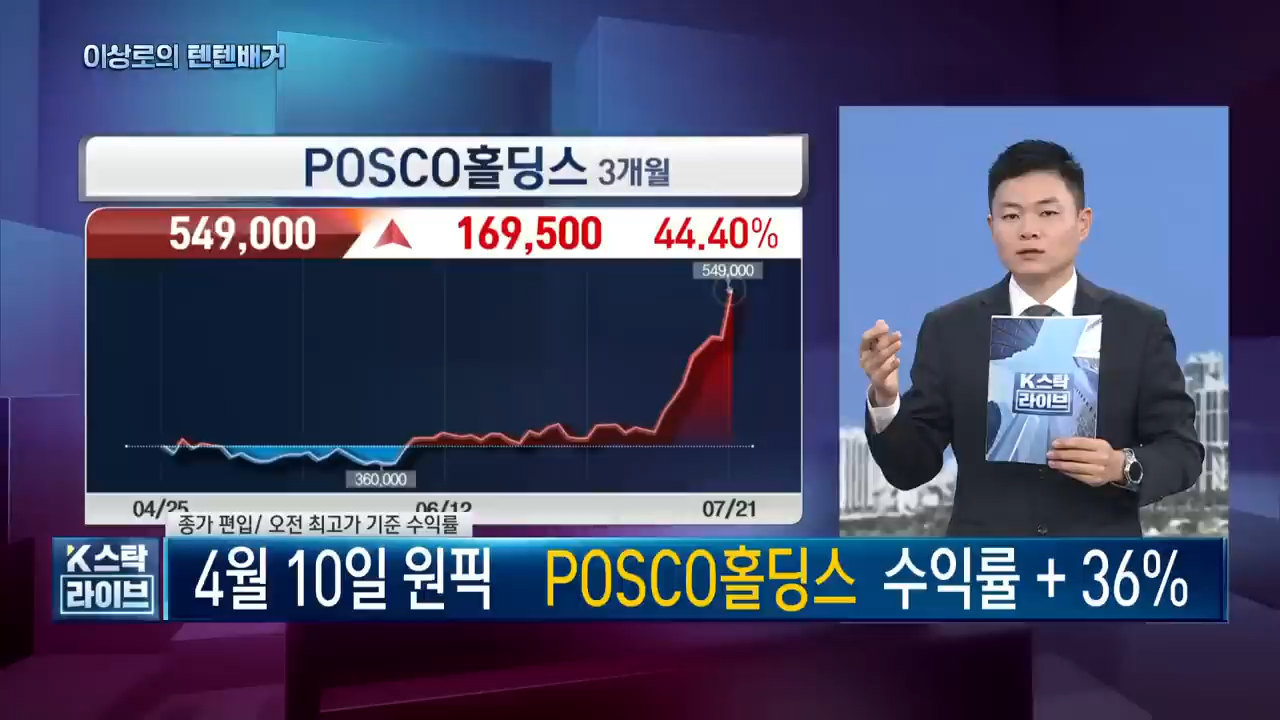 이상로의 텐텐배거
POSCO홀딩스 3개월
549,000 169,500 44.40%
549,000
360,000
04/25 06/12 07/21
종가 편입/ 오전 최고가 기준 수익률
K스탁
라이브
4월 10일 원픽 POSCO홀딩스 수익률 + 36%
K스탁
라이브